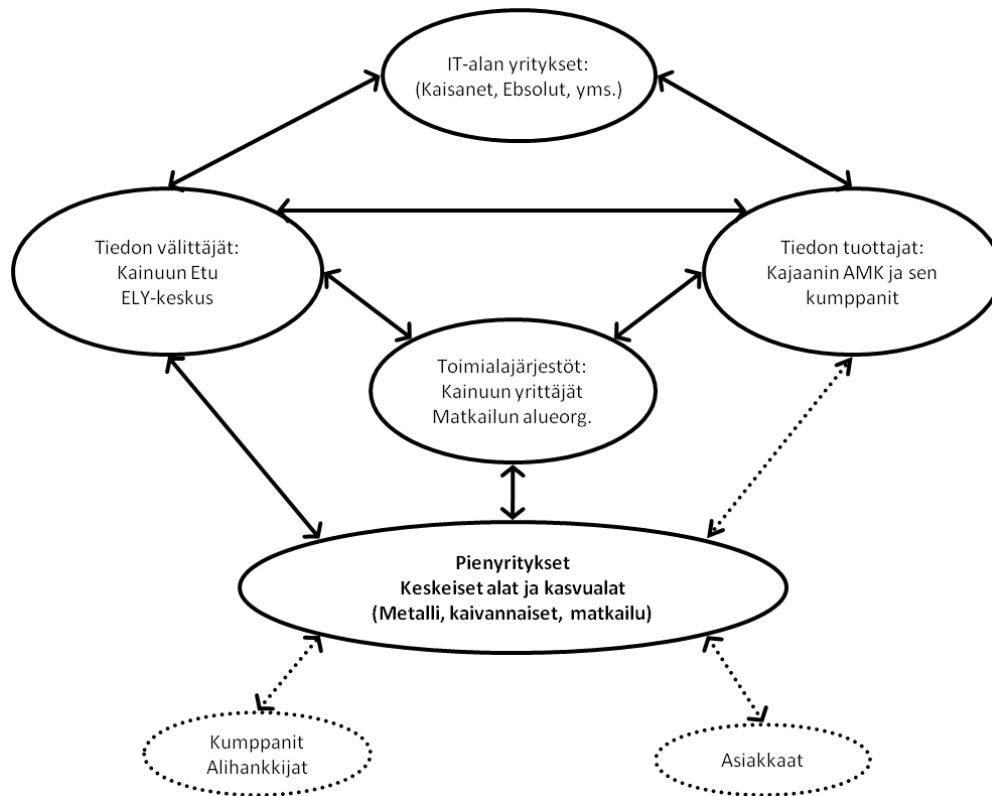 IT-alan yritykset:
(Kaisanet, Ebsolut, yms.)
Tiedon välittäjät:
Kainuun Etu
ELY-keskus
Tiedon tuottajat:
Kajaanin AMK ja sen
kumppanit
Toimialajärjestöt:
Kainuun yrittäjät
Matkailun alueorg.
Pienyritykset
Keskeiset alat ja kasvualat
(Metalli, kaivannaiset, matkailu)
Kumppanit
Alihankkijat
Asiakkaat